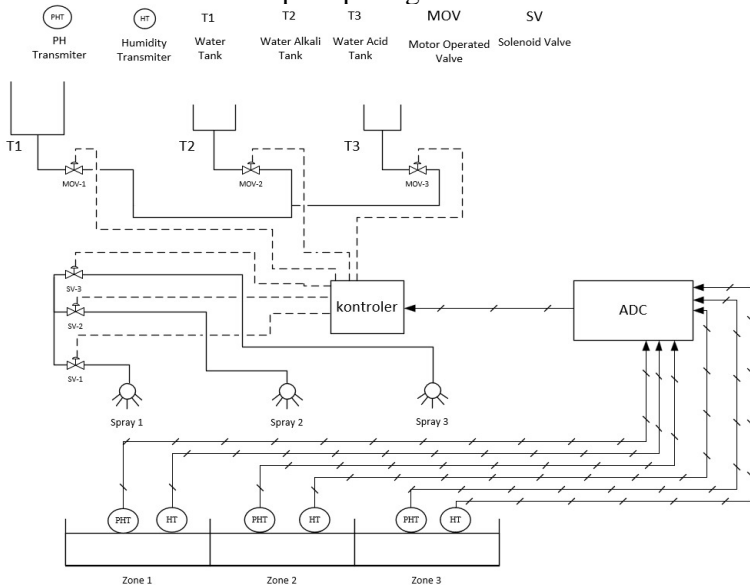 PHT
HT
T1
T2
T3
MOV
SV
PH
Transmiter
Humidity
Transmiter
Water
Tank
Water Alkali
Tank
Water Acid
Tank
Motor Operated
Valve
Solenoid Valve
T1
T2
T3
MOV-1
MOV-2
MOV-3
SV-3
SV-2
SV-1
kontroler
ADC
Spray 1
Spray 2
Spray 3
PHT
HT
PHT
HT
PHT
HT
Zone 1
Zone 2
Zone 3